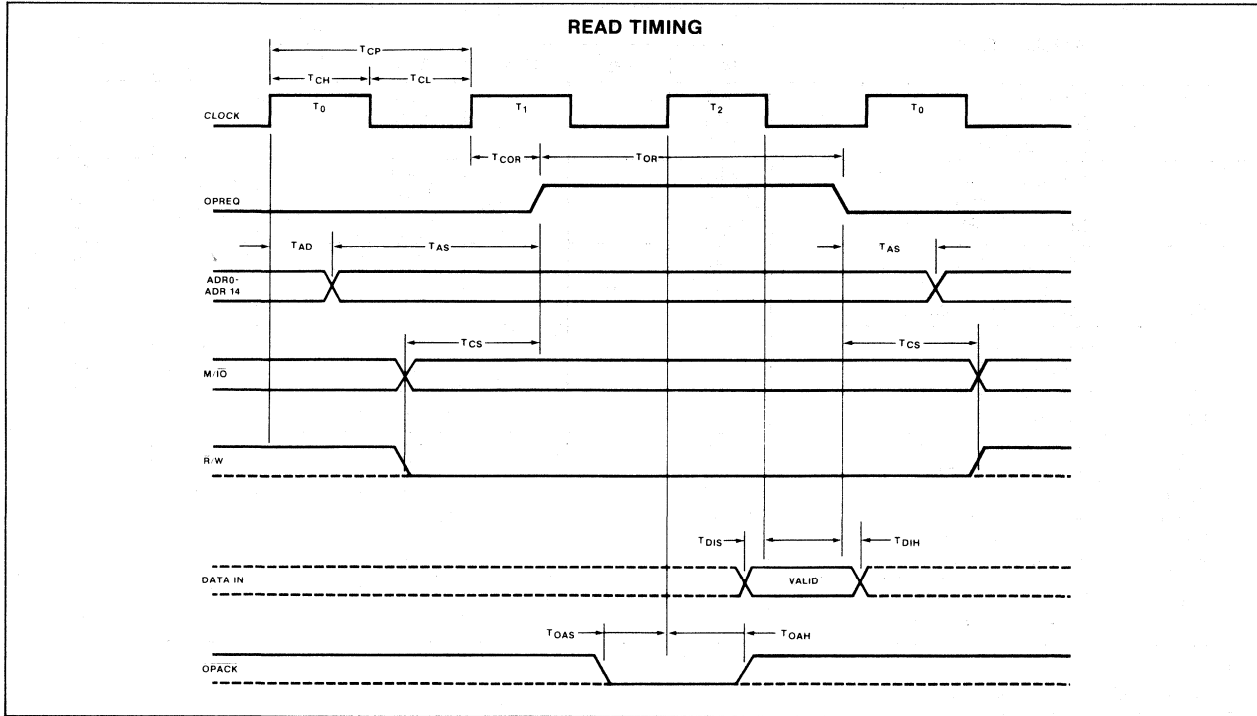 READ TIMING
TCP
TCH TCL
CLOCK T0 T1 T2 T0
TCOR TOR
OPREQ
TAD TAS TAS
ADR0-
ADR 14
TCS TCS
M/IO
R/W
TDIS TDIH
DATA IN VALID
TOAS TOAH
OPACK